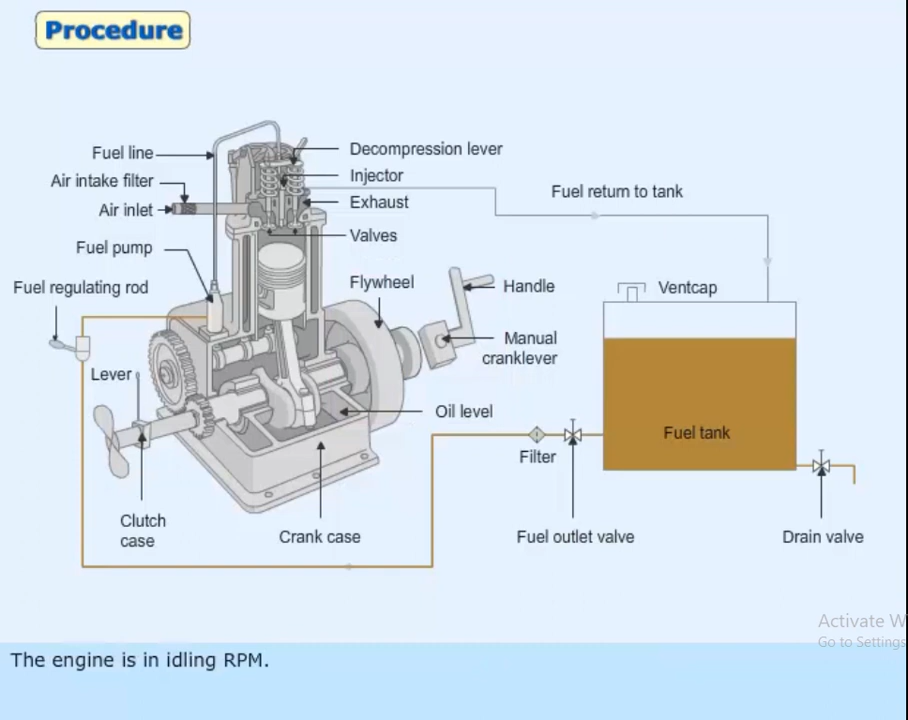 Procedure
Fuel line
Decompression lever
Air intake filter
Injector
Fuel return to tank
Air inlet
Exhaust
Valves
Fuel pump
Fuel regulating rod
Flywheel
Handle
Ventcap
Manual
cranklever
Lever
Oil level
Fuel tank
Filter
Clutch
case
Crank case
Fuel outlet valve
Drain valve
Activate W
Go to Settings
The engine is in idling RPM.